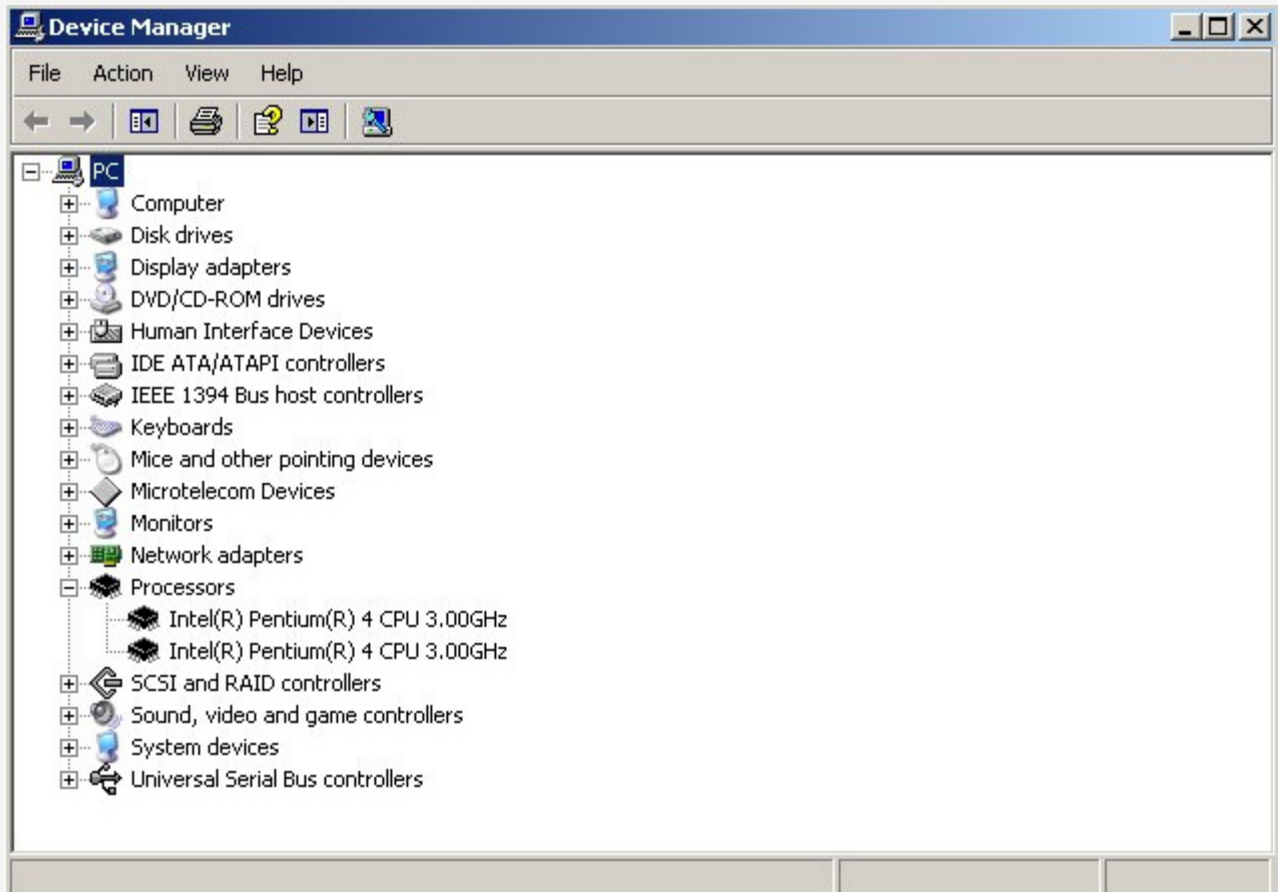 Device Manager
File Action View Help
PC
Computer
Disk drives
Display adapters
DVD/CD-ROM drives
Human Interface Devices
IDE ATA/ATAPI controllers
IEEE 1394 Bus host controllers
Keyboards
Mice and other pointing devices
Microtelecom Devices
Monitors
Network adapters
Processors
Intel(R) Pentium(R) 4 CPU 3.00GHz
Intel(R) Pentium(R) 4 CPU 3.00GHz
SCSI and RAID controllers
Sound, video and game controllers
System devices
Universal Serial Bus controllers